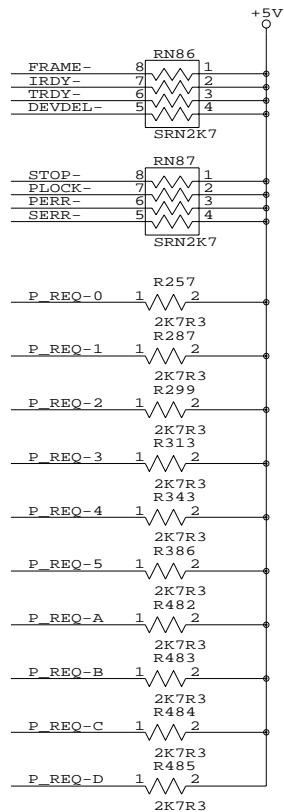 +5V
RN86
FRAME- 8 1
IRDY- 7 2
TRDY- 6 3
DEVDEL- 5 4
SRN2K7
RN87
STOP- 8 1
PLOCK- 7 2
PERR- 6 3
SERR- 5 4
SRN2K7
R257
P_REQ-0 1 2
2K7R3
R287
P_REQ-1 1 2
2K7R3
R299
P_REQ-2 1 2
2K7R3
R313
P_REQ-3 1 2
2K7R3
R343
P_REQ-4 1 2
2K7R3
R386
P_REQ-5 1 2
2K7R3
R482
P_REQ-A 1 2
2K7R3
R483
P_REQ-B 1 2
2K7R3
R484
P_REQ-C 1 2
2K7R3
R485
P_REQ-D 1 2
2K7R3